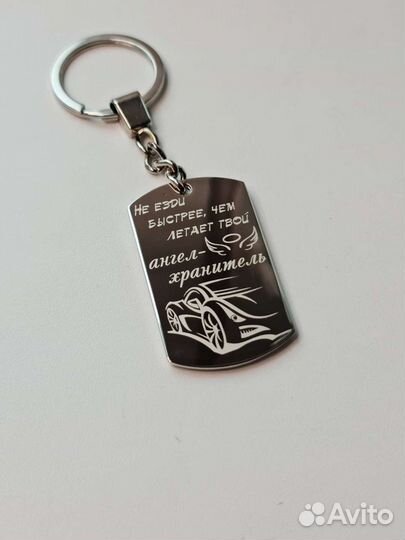 Не езди
быстрее, чем
летает твой
ангел-
хранитель
Avito